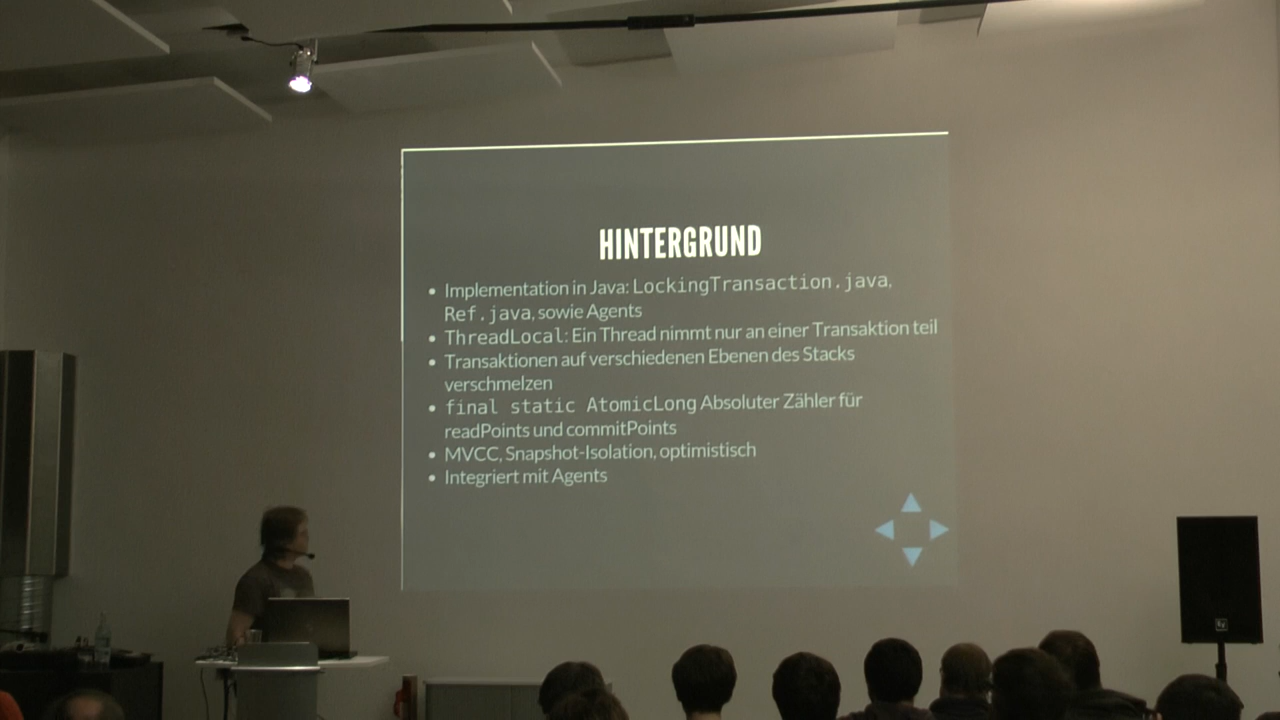 HINTERGRUND
Implementation in Java: LockingTransaction.java,
Ref.java, sowie Agents
ThreadLocal: Ein Thread nimmt nur an einer Transaktion teil
Transaktionen auf verschiedenen Ebenen des Stacks
verschmelzen
final static AtomicLong Absoluter Zähler für
readPoints und commitPoints
MVCC, Snapshot-Isolation, optimistisch
Integriert mit Agents